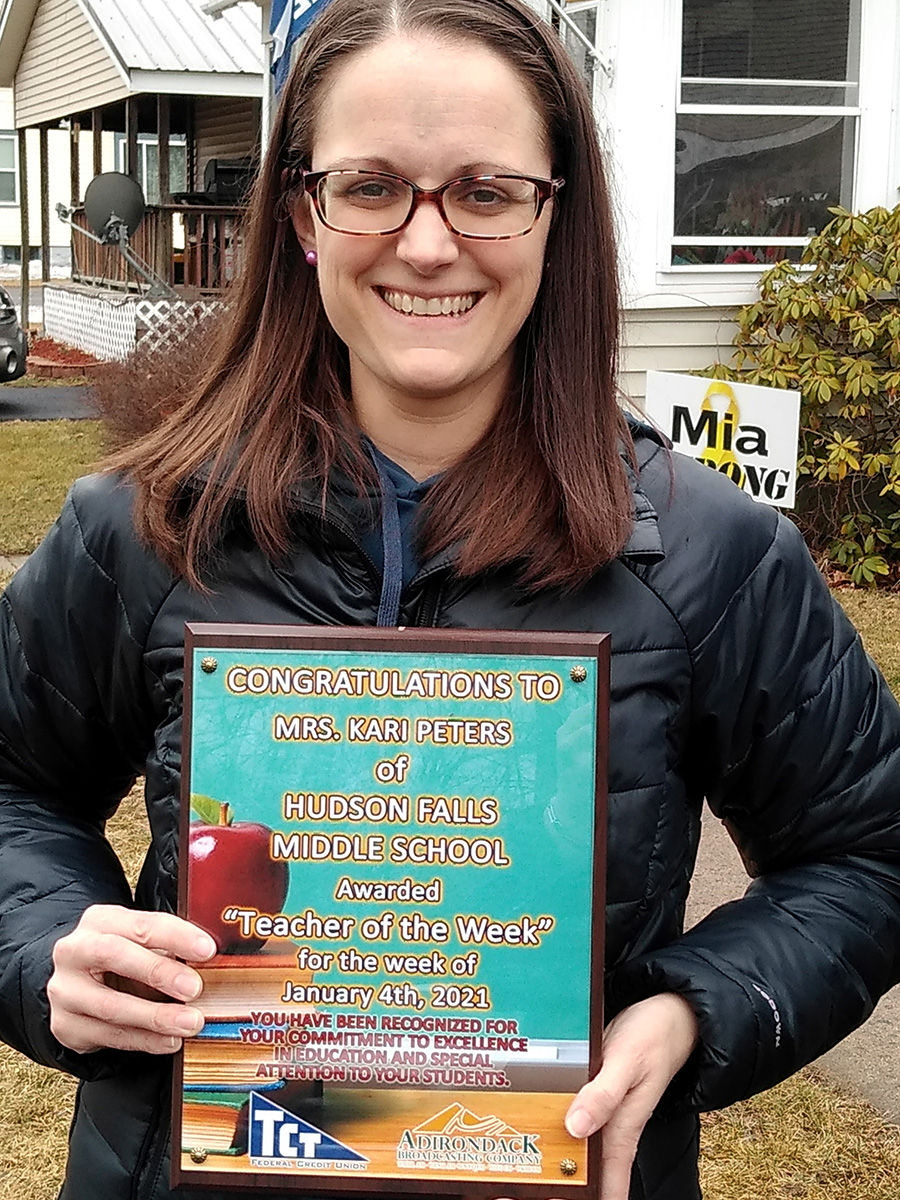 Mia
CONGRATULATIONS TO
MRS. KARI PETERS
of
HUDSON FALLS
MIDDLE SCHOOL
Awarded
“Teacher of the Week”
for the week of
January 4th, 2021
YOU HAVE BEEN RECOGNIZED FOR
YOUR COMMITMENT TO EXCELLENCE
IN EDUCATION AND SPECIAL
ATTENTION TO YOUR STUDENTS.
TCT
FEDERAL CREDIT UNION
ADIRONDACK
BROADCASTING COMPANY